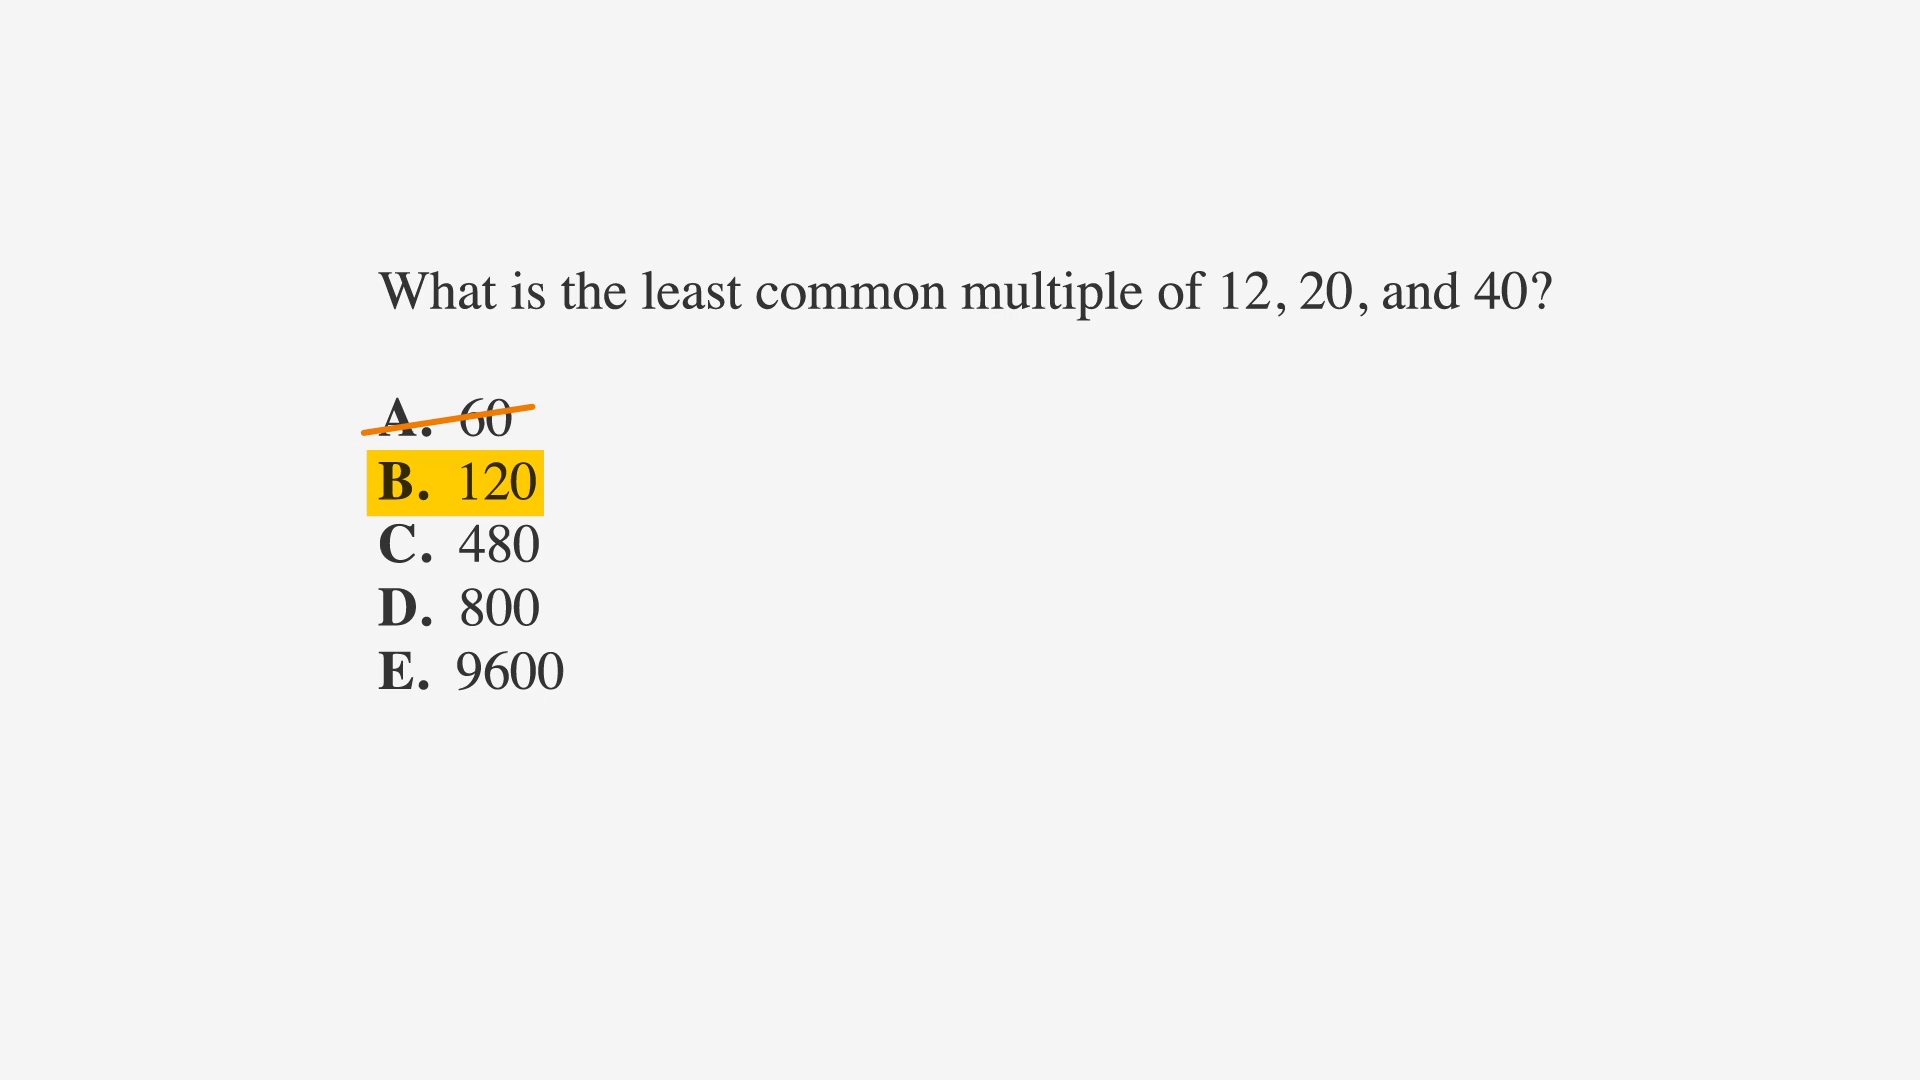 What is the least common multiple of 12, 20, and 40?
A. 60
B. 120
C. 480
D. 800
E. 9600